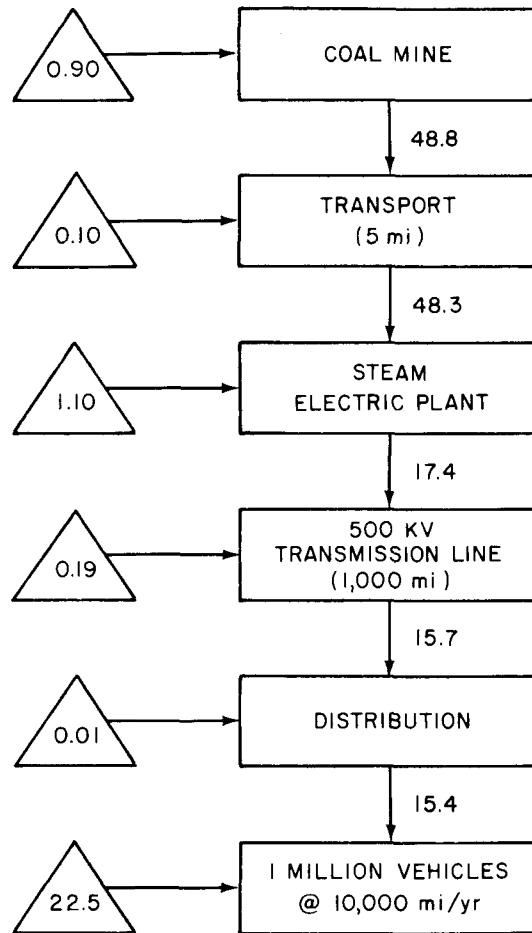 0.90
COAL MINE
48.8
0.10
TRANSPORT
(5 mi)
48.3
1.10
STEAM
ELECTRIC PLANT
17.4
0.19
500 KV
TRANSMISSION LINE
(1,000 mi)
15.7
0.01
DISTRIBUTION
15.4
22.5
1 MILLION VEHICLES
@ 10,000 mi/yr